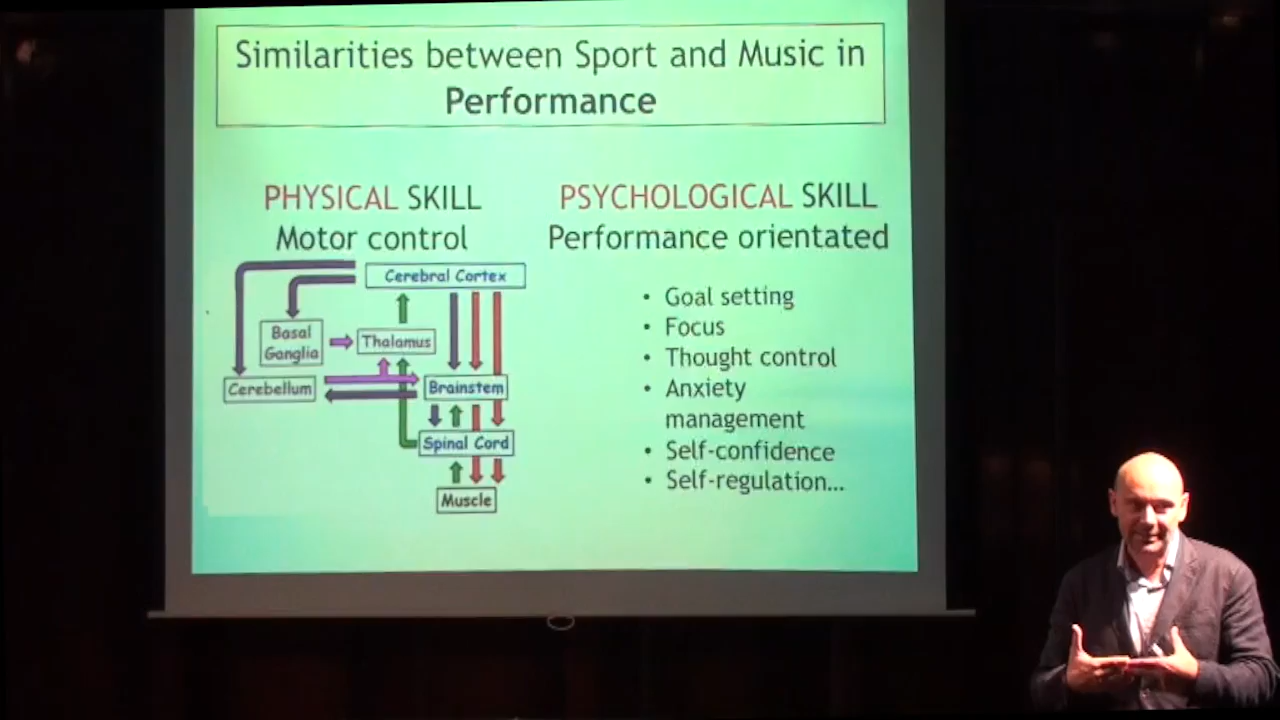 Similarities between Sport and Music in
Performance
PHYSICAL SKILL
Motor control
Cerebral Cortex
Basal
Ganglia
Thalamus
Cerebellum
Brainstem
Spinal Cord
Muscle
PSYCHOLOGICAL SKILL
Performance orientated
• Goal setting
• Focus
• Thought control
• Anxiety
management
• Self-confidence
• Self-regulation...